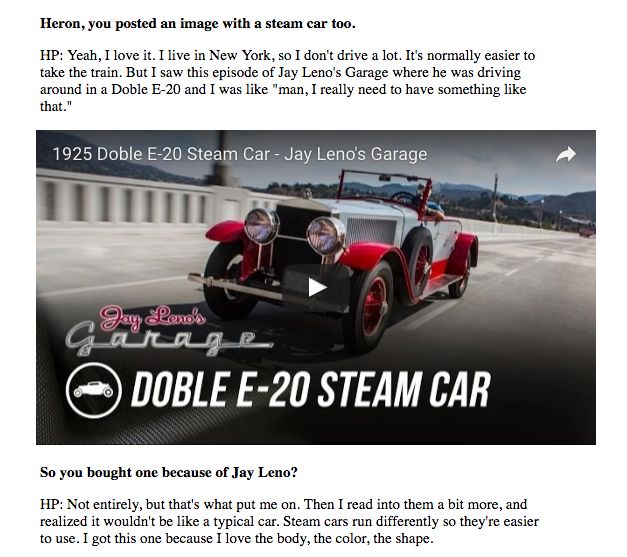 Heron, you posted an image with a steam car too.
HP: Yeah, I love it. I live in New York, so I don't drive a lot. It's normally easier to
take the train. But I saw this episode of Jay Leno's Garage where he was driving
around in a Doble E-20 and I was like "man, I really need to have something like
that."
1925 Doble E-20 Steam Car - Jay Leno's Garage
Jay Leno's
Garage
DOBLE E-20 STEAM CAR
So you bought one because of Jay Leno?
HP: Not entirely, but that's what put me on. Then I read into them a bit more, and
realized it wouldn't be like a typical car. Steam cars run differently so they're easier
to use. I got this one because I love the body, the color, the shape.